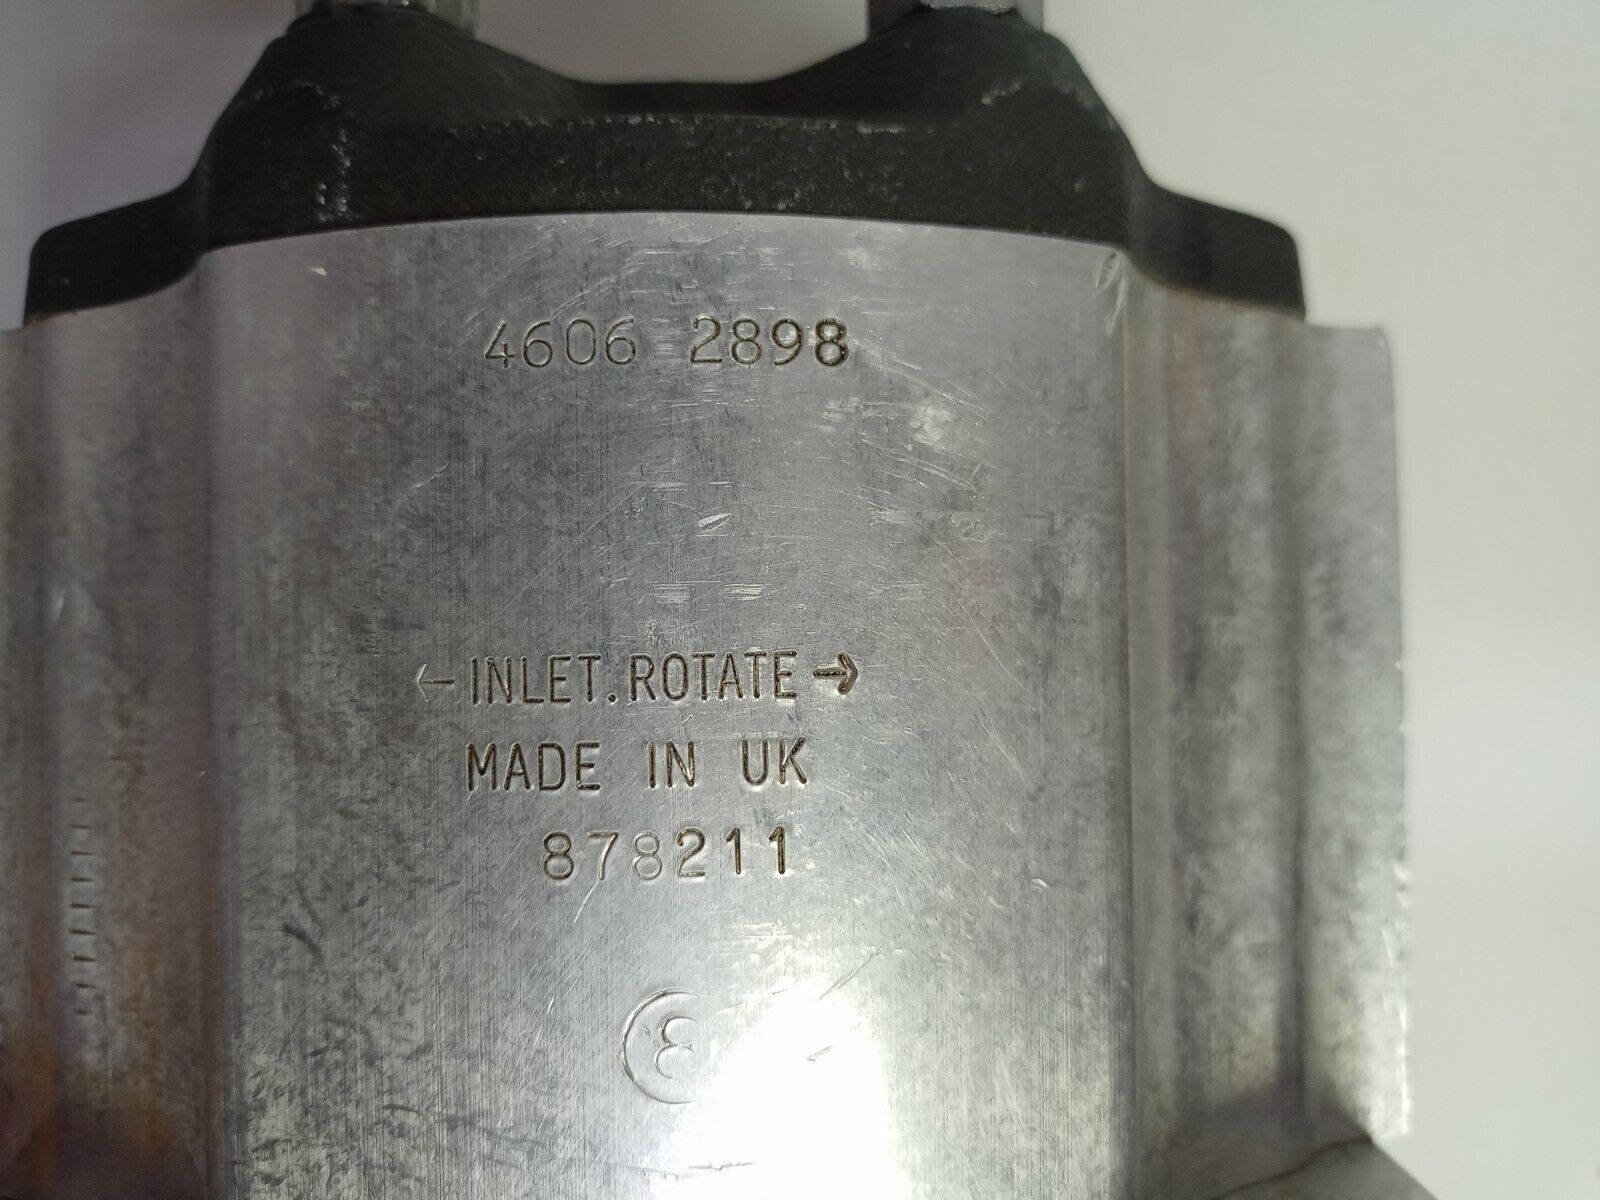 4606 2898
← INLET. ROTATE →
MADE IN UK
878211